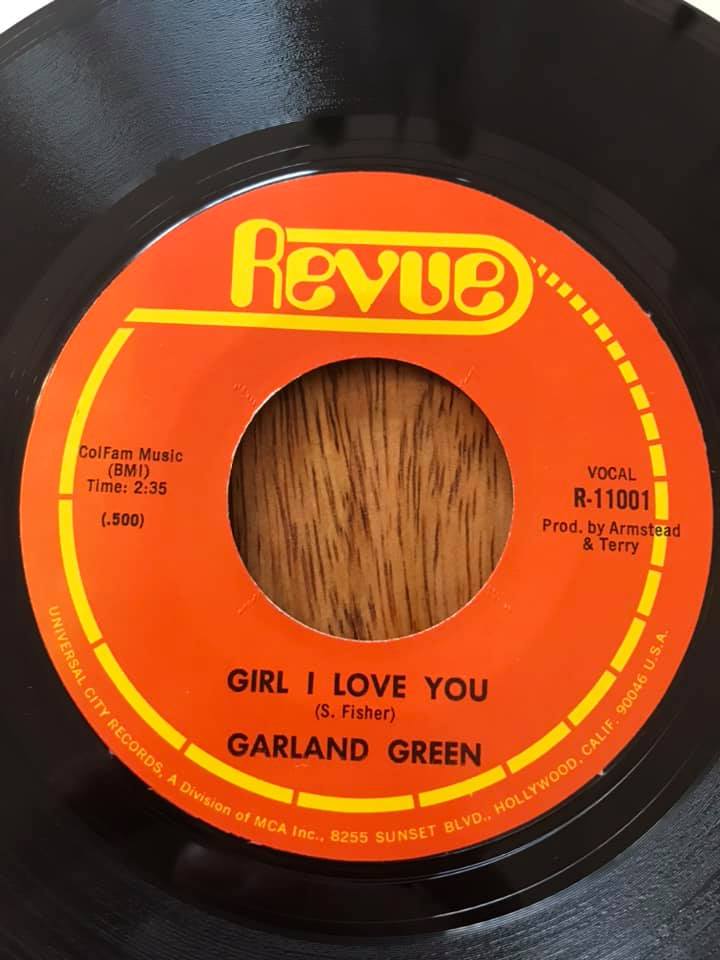 Revue
ColFam Music
(BMI)
Time: 2:35
(.500)
VOCAL
R-11001
Prod. by Armstead
& Terry
GIRL I LOVE YOU
(S. Fisher)
GARLAND GREEN
UNIVERSAL CITY RECORDS, A Division of MCA Inc., 8255 SUNSET BLVD., HOLLYWOOD, CALIF. 90046 U.S.A.